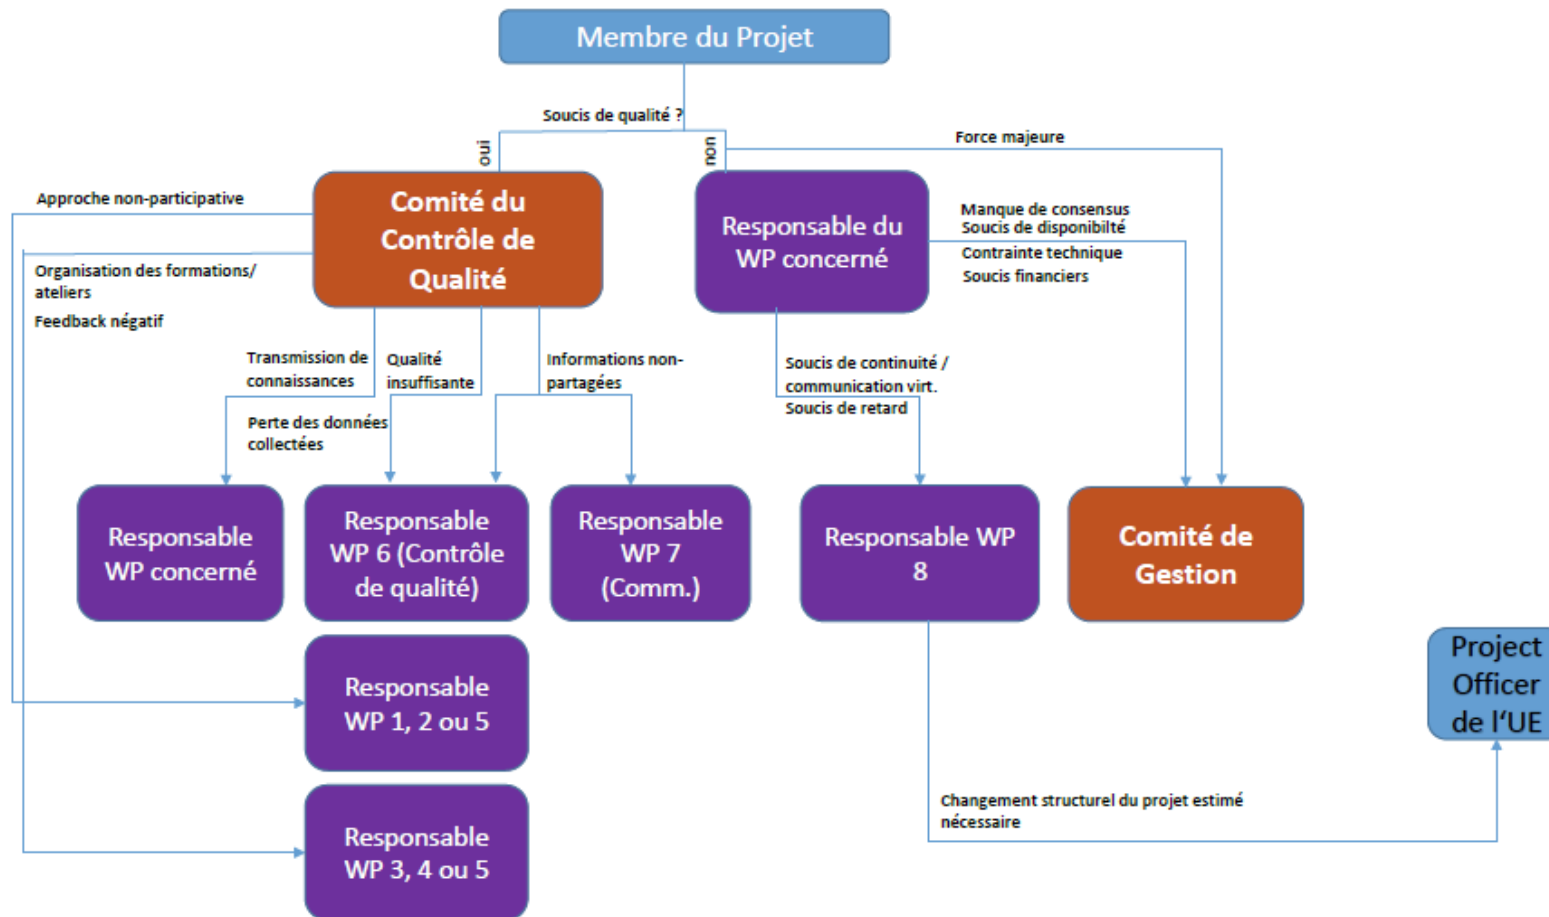 Membre du Projet
Soucis de qualité ?
oui
non
Force majeure
Approche non-participative
Comité du
Contrôle de
Qualité
Responsable du
WP concerné
Manque de consensus
Soucis de disponibilté
Contrainte technique
Soucis financiers
Organisation des formations/
ateliers
Feedback négatif
Transmission de
connaissances
Qualité
insuffisante
Informations non-
partagées
Soucis de continuité /
communication virt.
Soucis de retard
Perte des données
collectées
Responsable
WP concerné
Responsable
WP 6 (Contrôle
de qualité)
Responsable
WP 7
(Comm.)
Responsable WP
8
Comité de
Gestion
Project
Officer
de l‘UE
Responsable
WP 1, 2 ou 5
Changement structurel du projet estimé
nécessaire
Responsable
WP 3, 4 ou 5